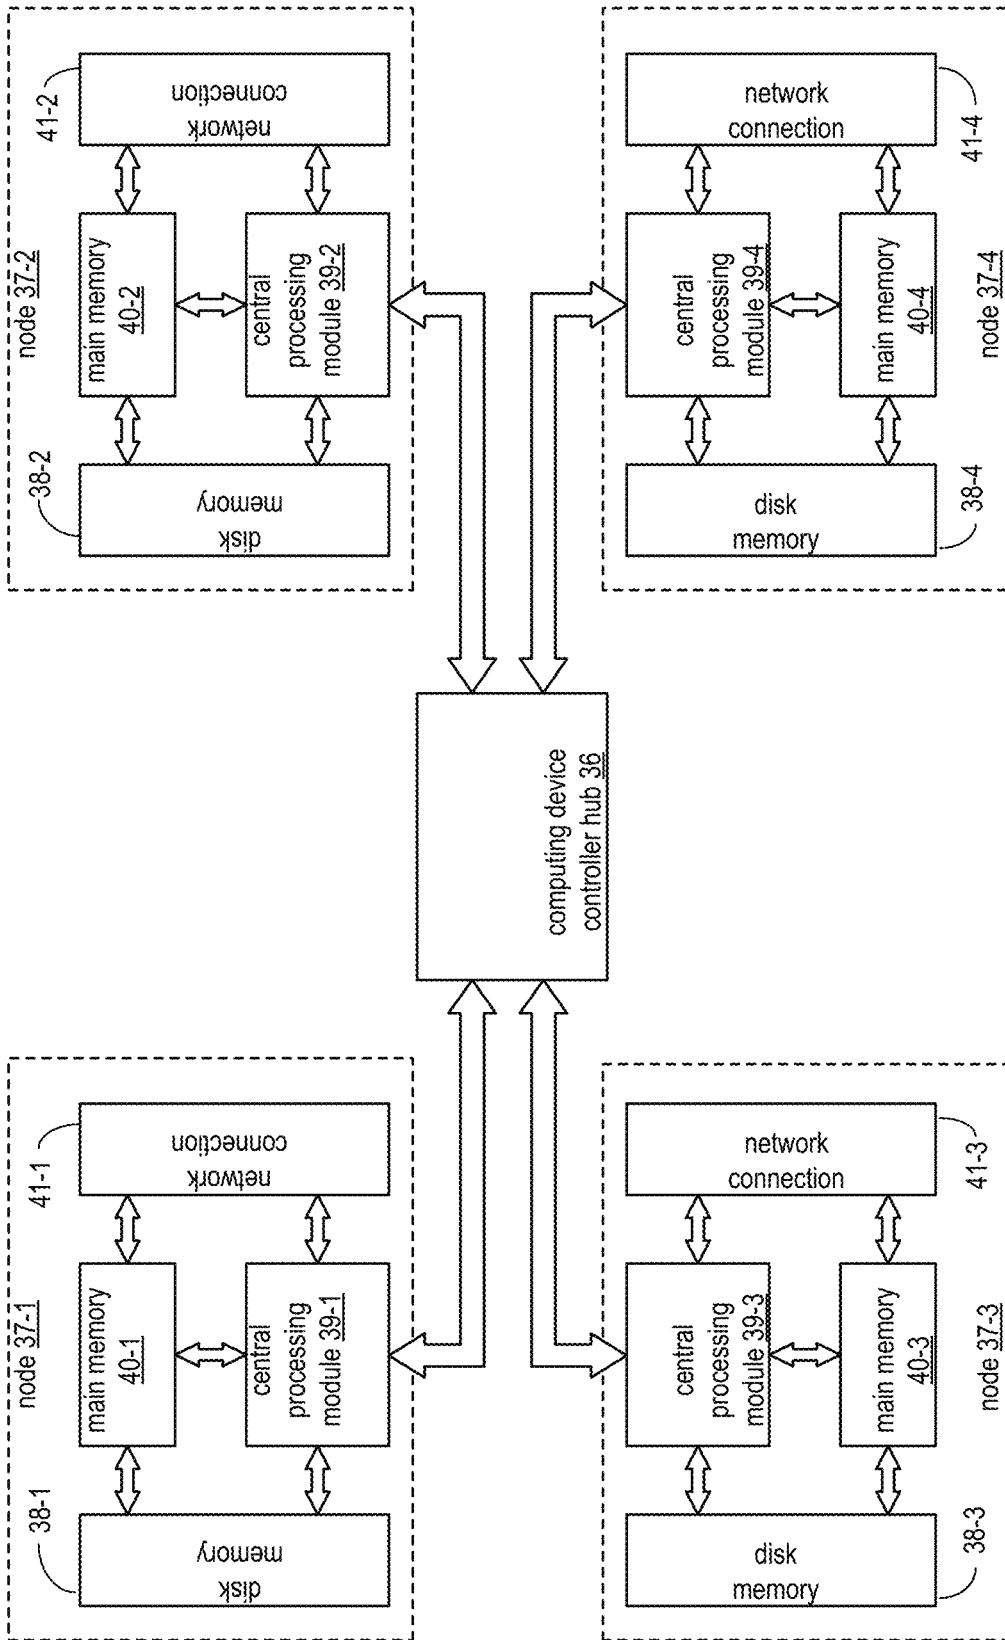 node 37-1
41-1
network
connection
main memory
40-1
central
processing
module 39-1
disk
memory
38-1
node 37-2
41-2
network
connection
main memory
40-2
central
processing
module 39-2
disk
memory
38-2
computing device
controller hub 36
network
connection
41-3
central
processing
module 39-3
main memory
40-3
disk
memory
38-3
node 37-3
network
connection
41-4
central
processing
module 39-4
main memory
40-4
disk
memory
38-4
node 37-4